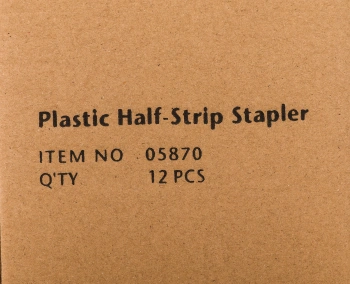 Plastic Half-Strip Stapler
ITEM NO 05870
Q'TY 12 PCS